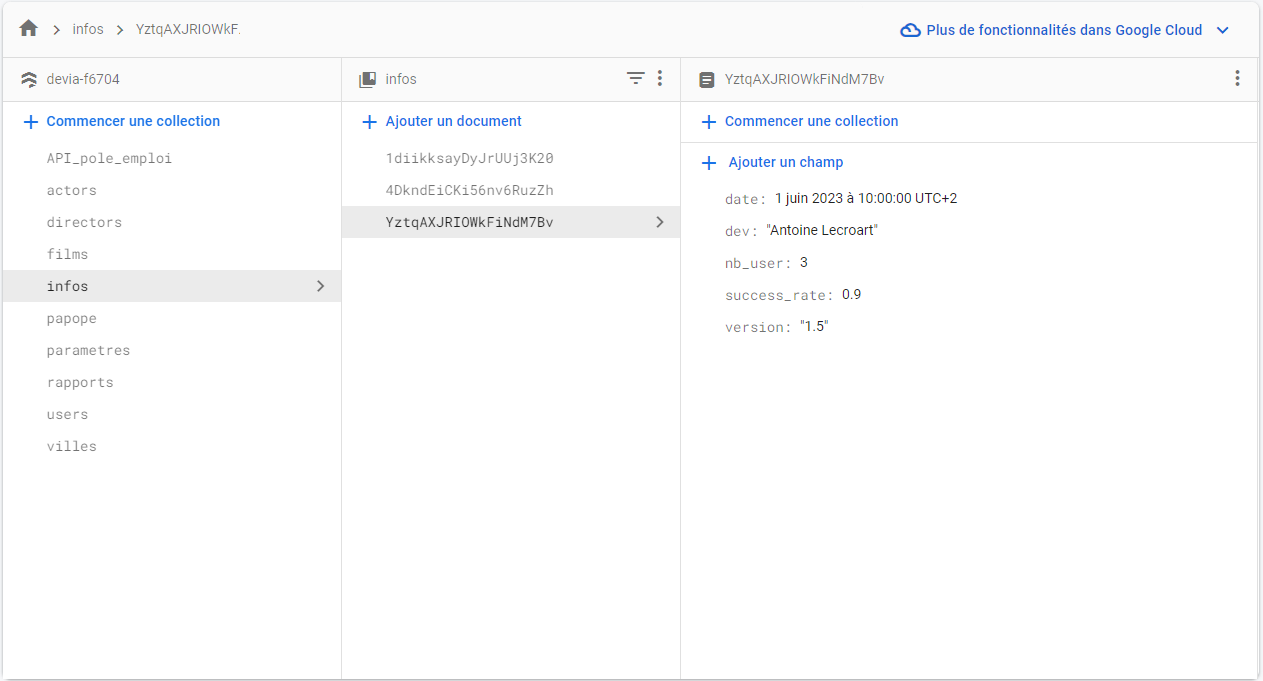 infos
YztqAXJRIOWkF.
Plus de fonctionnalités dans Google Cloud
devia-f6704
Commencer une collection
API_pole_emploi
actors
directors
films
infos
papope
parametres
rapports
users
villes
infos
Ajouter un document
1diikksayDyJrUUj3K20
4DkndEiCKi56nv6RuzZh
YztqAXJRIOWkFiNdM7Bv
YztqAXJRIOWkFiNdM7Bv
Commencer une collection
Ajouter un champ
date: 1 juin 2023 à 10:00:00 UTC+2
dev: "Antoine Lecroart"
nb_user: 3
success_rate: 0.9
version: "1.5"